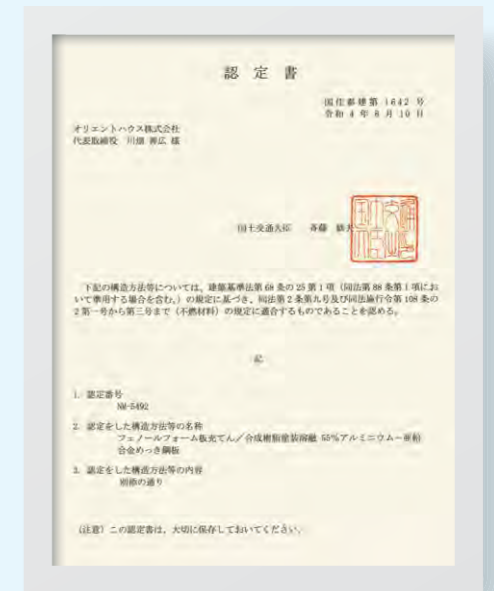 認 定 書
国住参建第 1642 号
令和 4 年 8 月 10 日
オリエントハウス株式会社
代表取締役 川畑 善広 様
国土交通大臣 斉藤 鉄夫
下記の構造方法等については、建築基準法第 68 条の 25 第 1 項（同法第 88 条第 1 項にお
いて準用する場合を含む。）の規定に基づき、同法第 2 条第九号及び同法施行令第 108 条の
2 第一号から第三号まで（不燃材料）の規定に適合するものであることを認める。
記
1. 認定番号
NM-5492
2. 認定をした構造方法等の名称
フェノールフォーム板充てん／合成樹脂塗装溶融 55％アルミニウム－亜鉛
合金めっき鋼板
3. 認定をした構造方法等の内容
別添の通り
（注意）この認定書は、大切に保存しておいてください。